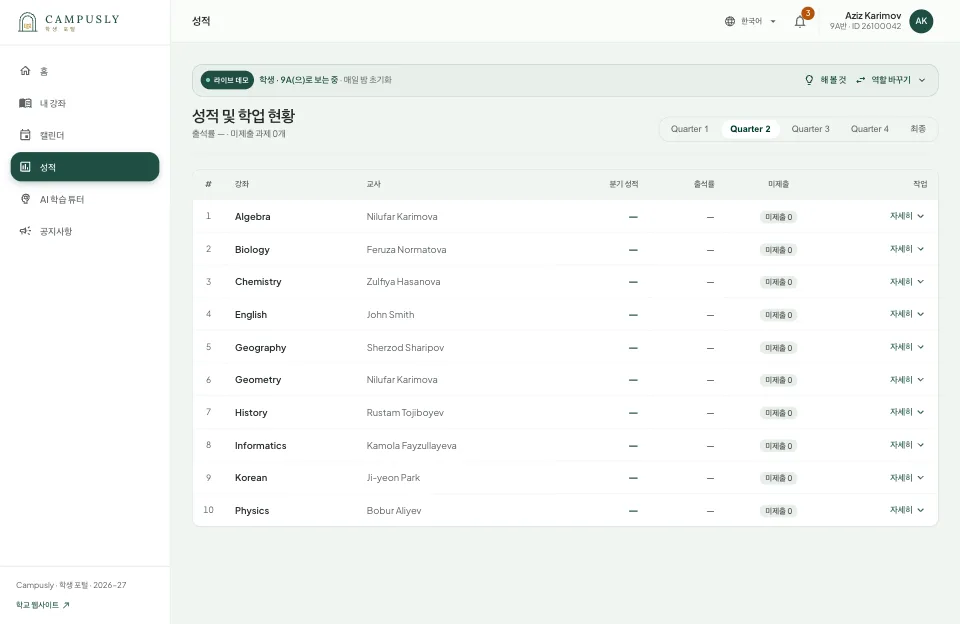 CAMPUSLY
학생 포털
성적
한국어
3
Aziz Karimov
9A반 · ID 26100042
AK
홈
내 강좌
캘린더
성적
AI 학습 튜터
공지사항
라이브 데모
학생 · 9A(으)로 보는 중 · 매일 밤 초기화
해 볼 것
역할 바꾸기
성적 및 학업 현황
출석률 — · 미제출 과제 0개
Quarter 1 Quarter 2 Quarter 3 Quarter 4 최종
# 강좌 교사 분기 성적 출석률 미제출 작업
1 Algebra Nilufar Karimova — — 미제출 0 자세히
2 Biology Feruza Normatova — — 미제출 0 자세히
3 Chemistry Zulfiya Hasanova — — 미제출 0 자세히
4 English John Smith — — 미제출 0 자세히
5 Geography Sherzod Sharipov — — 미제출 0 자세히
6 Geometry Nilufar Karimova — — 미제출 0 자세히
7 History Rustam Tojiboyev — — 미제출 0 자세히
8 Informatics Kamola Fayzullayeva — — 미제출 0 자세히
9 Korean Ji-yeon Park — — 미제출 0 자세히
10 Physics Bobur Aliyev — — 미제출 0 자세히
Campusly · 학생 포털 · 2026–27
학교 웹사이트